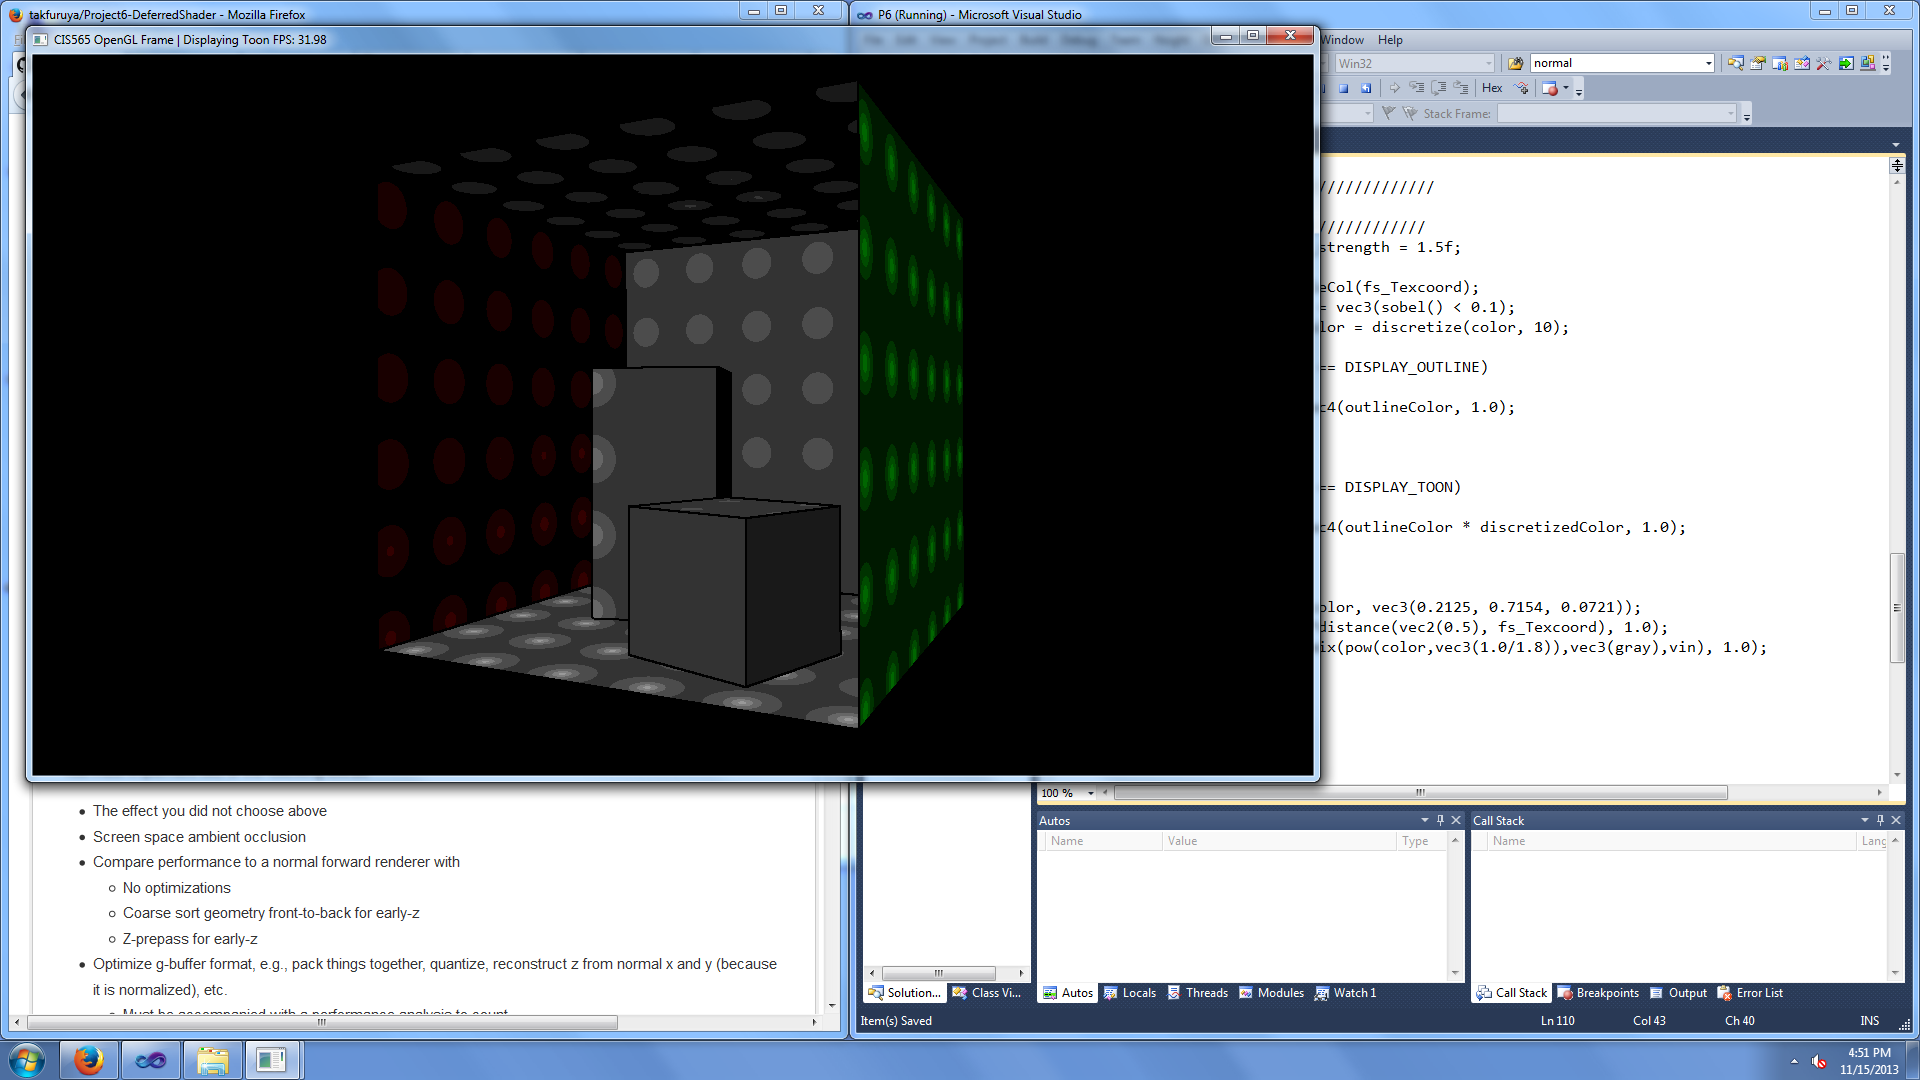 takfuruya/Project6-DeferredShader - Mozilla Firefox
P6 (Running) - Microsoft Visual Studio
CIS565 OpenGL Frame | Displaying Toon FPS: 31.98
Window Help
Win32
normal
Hex
Stack Frame:
/////////////
////////////
strength = 1.5f;
eCol(fs_Texcoord);
= vec3(sobel() < 0.1);
lor = discretize(color, 10);
== DISPLAY_OUTLINE)
c4(outlineColor, 1.0);
== DISPLAY_TOON)
c4(outlineColor * discretizedColor, 1.0);
olor, vec3(0.2125, 0.7154, 0.0721));
distance(vec2(0.5), fs_Texcoord), 1.0);
ix(pow(color,vec3(1.0/1.8)),vec3(gray),vin), 1.0);
100 %
The effect you did not choose above
Screen space ambient occlusion
Compare performance to a normal forward renderer with
No optimizations
Coarse sort geometry front-to-back for early-z
Z-prepass for early-z
Optimize g-buffer format, e.g., pack things together, quantize, reconstruct z from normal x and y (because
it is normalized), etc.
Must be accompanied with a performance analysis to count
Autos
Name Value Type
Call Stack
Name Lang
Solution... Class Vi...
Autos Locals Threads Modules Watch 1
Call Stack Breakpoints Output Error List
Item(s) Saved
Ln 110 Col 43 Ch 40 INS
4:51 PM
11/15/2013